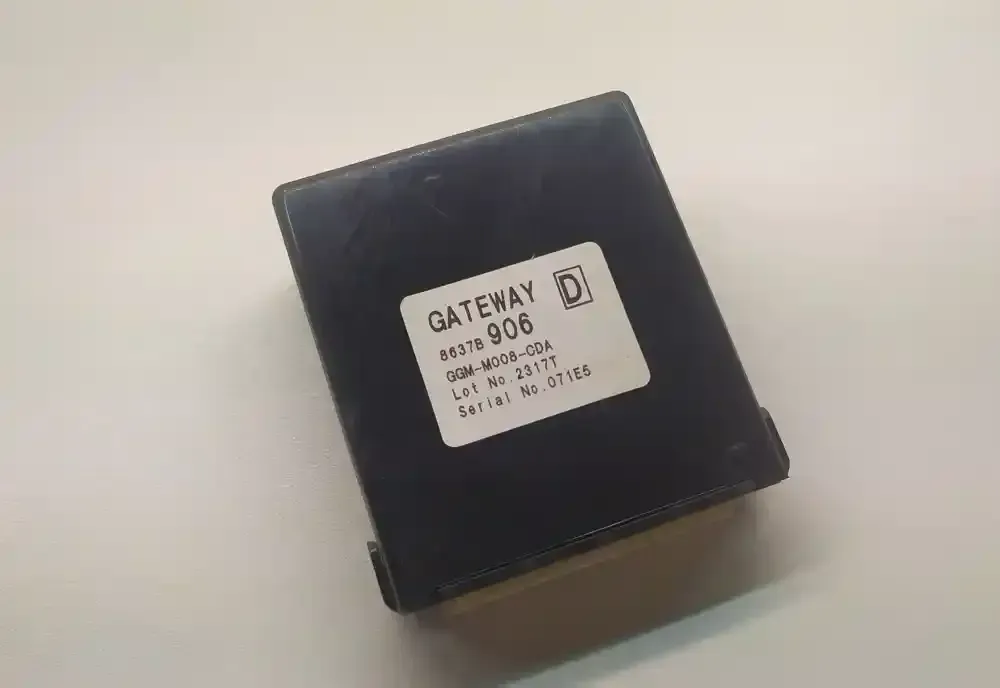 GATEWAY D
8637B 906
GGM-M008-CDA
Lot No.2317T
Serial No.071E5